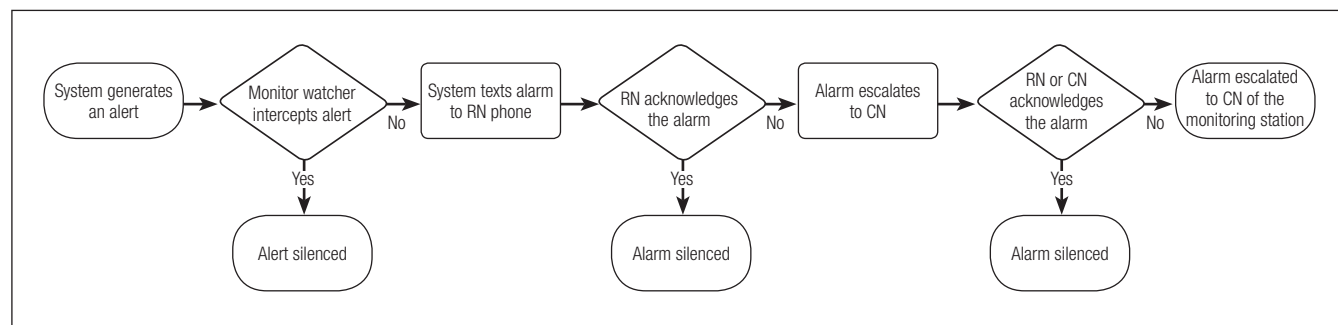 System generates
an alert
Monitor watcher
intercepts alert
No
Yes
Alert silenced
System texts alarm
to RN phone
RN acknowledges
the alarm
No
Yes
Alarm silenced
Alarm escalates
to CN
RN or CN
acknowledges
the alarm
No
Yes
Alarm silenced
Alarm escalated
to CN of the
monitoring station